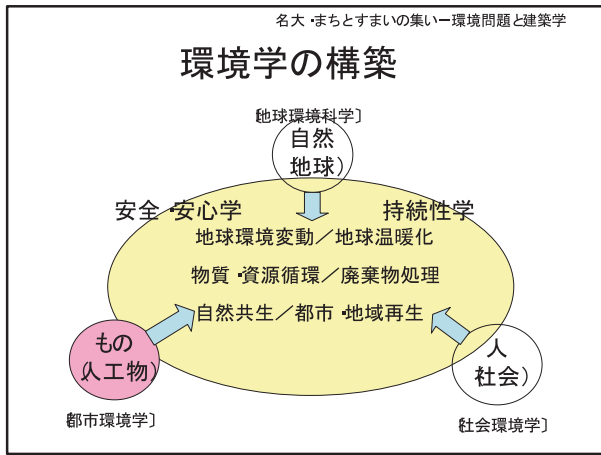 名大・まちとすまいの集いー環境問題と建築学
環境学の構築
〔地球環境科学〕
自然
(地球)
安全・安心学
持続性学
地球環境変動／地球温暖化
物質・資源循環／廃棄物処理
自然共生／都市・地域再生
もの
(人工物)
人
(社会)
〔都市環境学〕
〔社会環境学〕